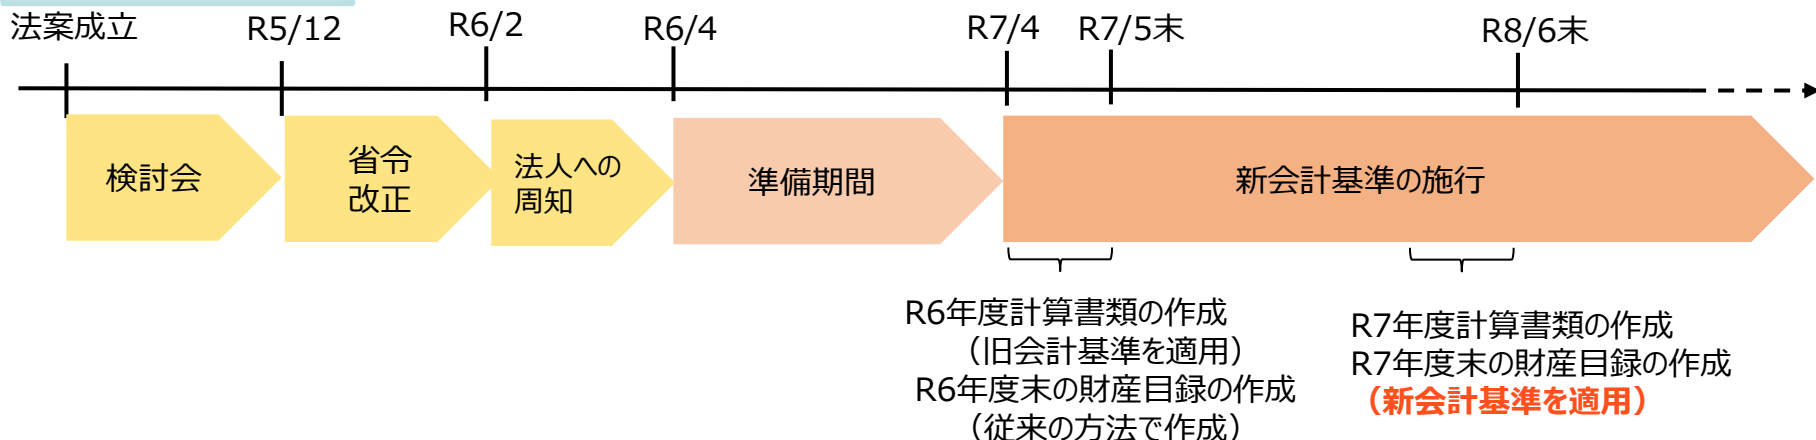 法案成立
R5/12
R6/2
R6/4
R7/4
R7/5末
R8/6末
検討会
省令
改正
法人への
周知
準備期間
新会計基準の施行
R6年度計算書類の作成
（旧会計基準を適用）
R6年度末の財産目録の作成
（従来の方法で作成）
R7年度計算書類の作成
R7年度末の財産目録の作成
（新会計基準を適用）